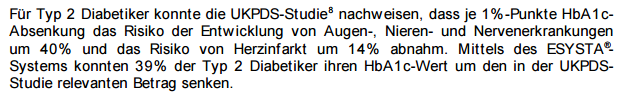 Für Typ 2 Diabetiker konnte die UKPDS-Studie⁸ nachweisen, dass je 1%-Punkte HbA1c-
Absenkung das Risiko der Entwicklung von Augen-, Nieren- und Nervenerkrankungen
um 40% und das Risiko von Herzinfarkt um 14% abnahm. Mittels des ESYSTA®-
Systems konnten 39% der Typ 2 Diabetiker ihren HbA1c-Wert um den in der UKPDS-
Studie relevanten Betrag senken.